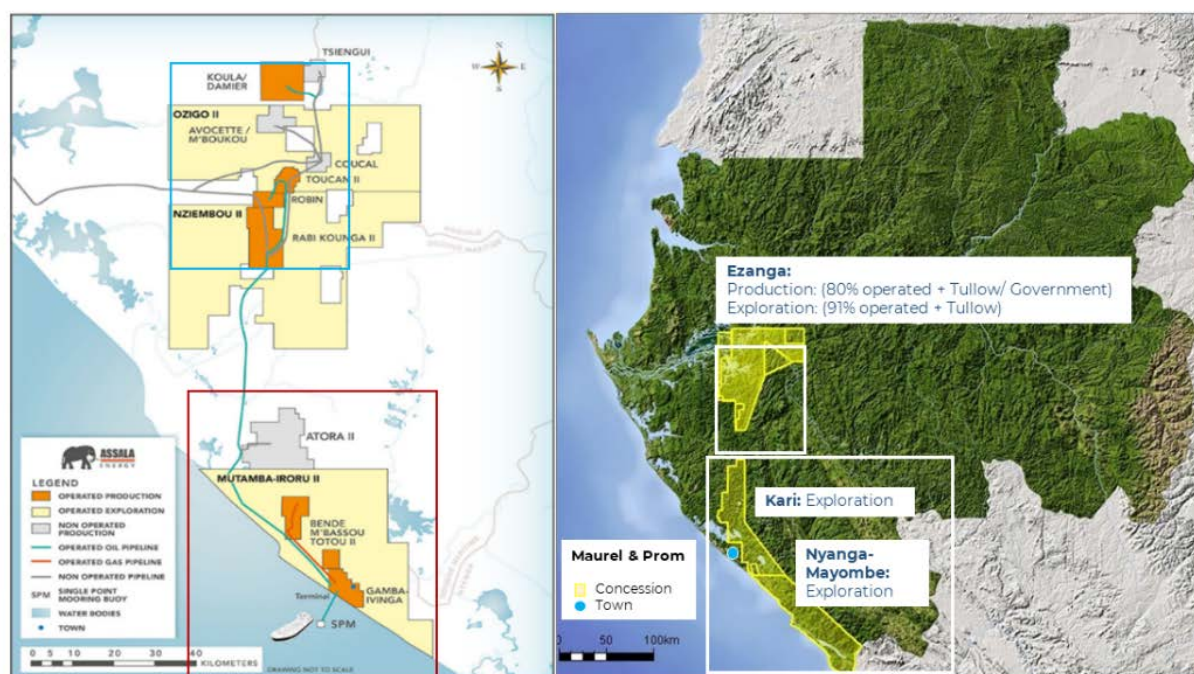 TSIENGUI
W
E
KOULA/
DAMIER
OZIGO II
AVOCETTE /
M'BOUKOU
COUCAL
TOUCAN II
ROBIN
NZIEMBOU II
RABI KOUNGA II
ATORA II
MUTAMBA-IRORU II
BENDE
M'BASSOU
TOTOU II
GAMBA-
IVINGA
Terminal
SPM
ASSALA
ENERGY
LEGEND
OPERATED PRODUCTION
OPERATED EXPLORATION
NON OPERATED
PRODUCTION
OPERATED OIL PIPELINE
OPERATED GAS PIPELINE
NON OPERATED PIPELINE
SPM SINGLE POINT
MOORING BUOY
WATER BODIES
TOWN
0 5 10 20 30 40
KILOMETERS
DRAWING NOT TO SCALE
Ezanga:
Production: (80% operated + Tullow/ Government)
Exploration: (91% operated + Tullow)
Kari: Exploration
Nyanga-
Mayombe:
Exploration
Maurel & Prom
Concession
Town
0 50 100km